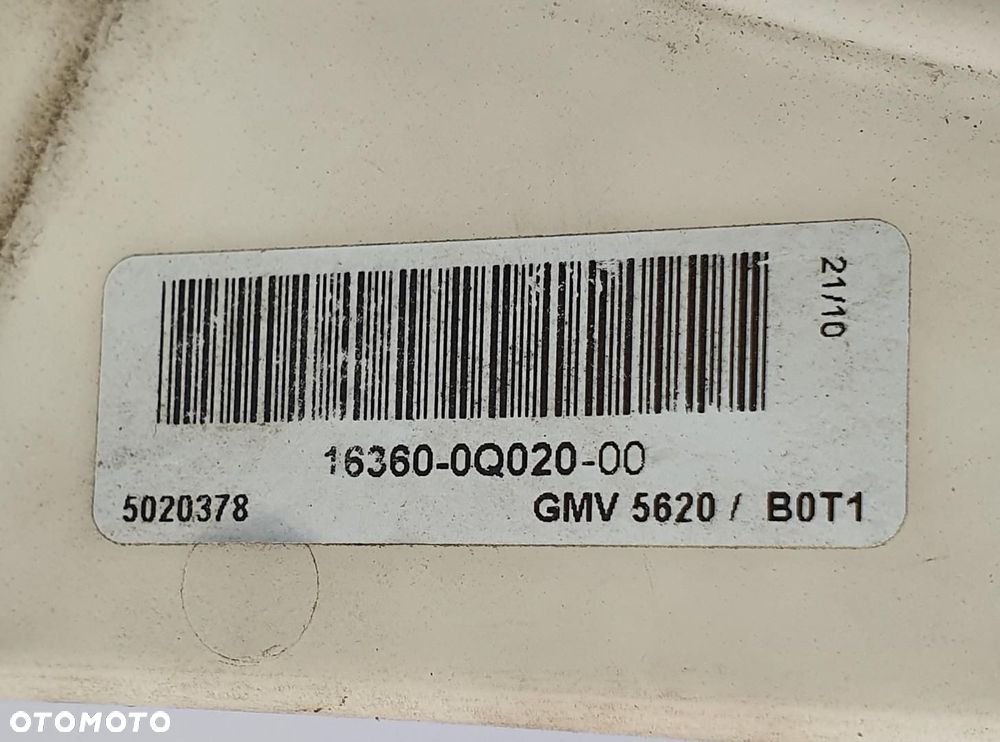 21/10
16360-0Q020-00
5020378 GMV 5620 / B0T1
OTOMOTO